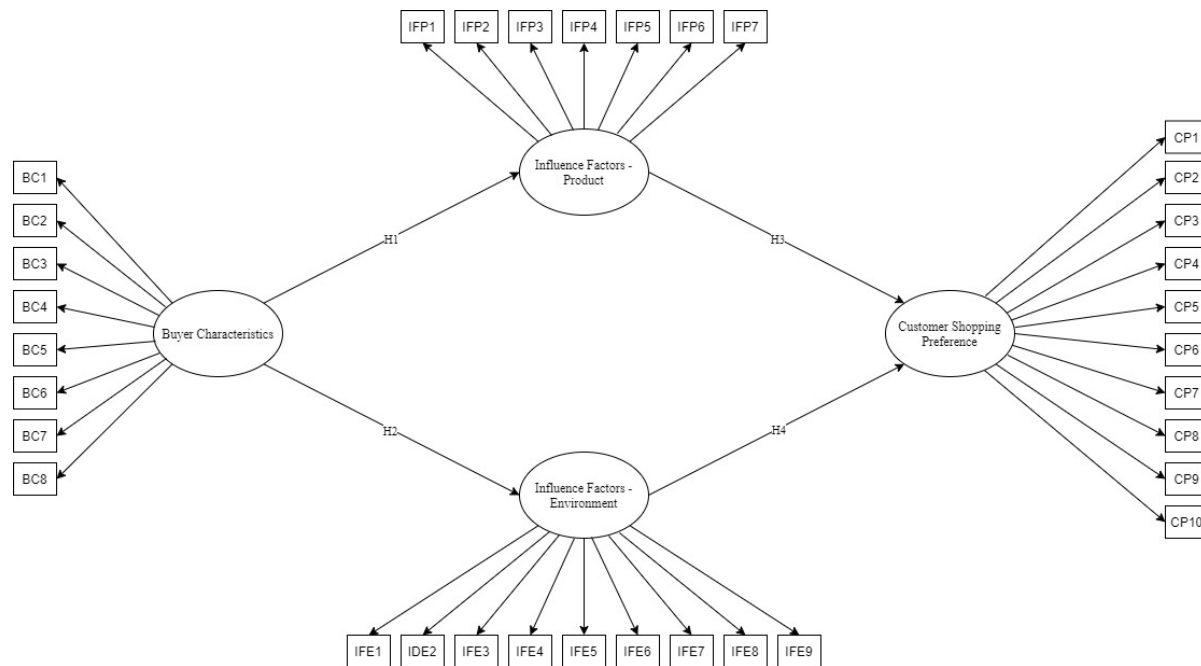 IFP1 IFP2 IFP3 IFP4 IFP5 IFP6 IFP7
Influence Factors -
Product
BC1
BC2
BC3
BC4
BC5
BC6
BC7
BC8
Buyer Characteristics
H1
H2
H3
H4
Customer Shopping
Preference
CP1
CP2
CP3
CP4
CP5
CP6
CP7
CP8
CP9
CP10
Influence Factors -
Environment
IFE1 IDE2 IFE3 IFE4 IFE5 IFE6 IFE7 IFE8 IFE9